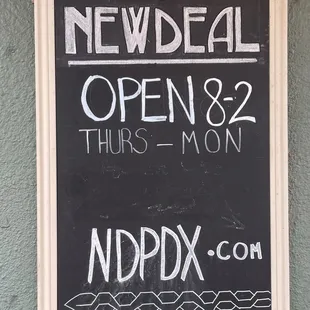 NEWDEAL
OPEN 8-2
THURS - MON
NDPDX.COM